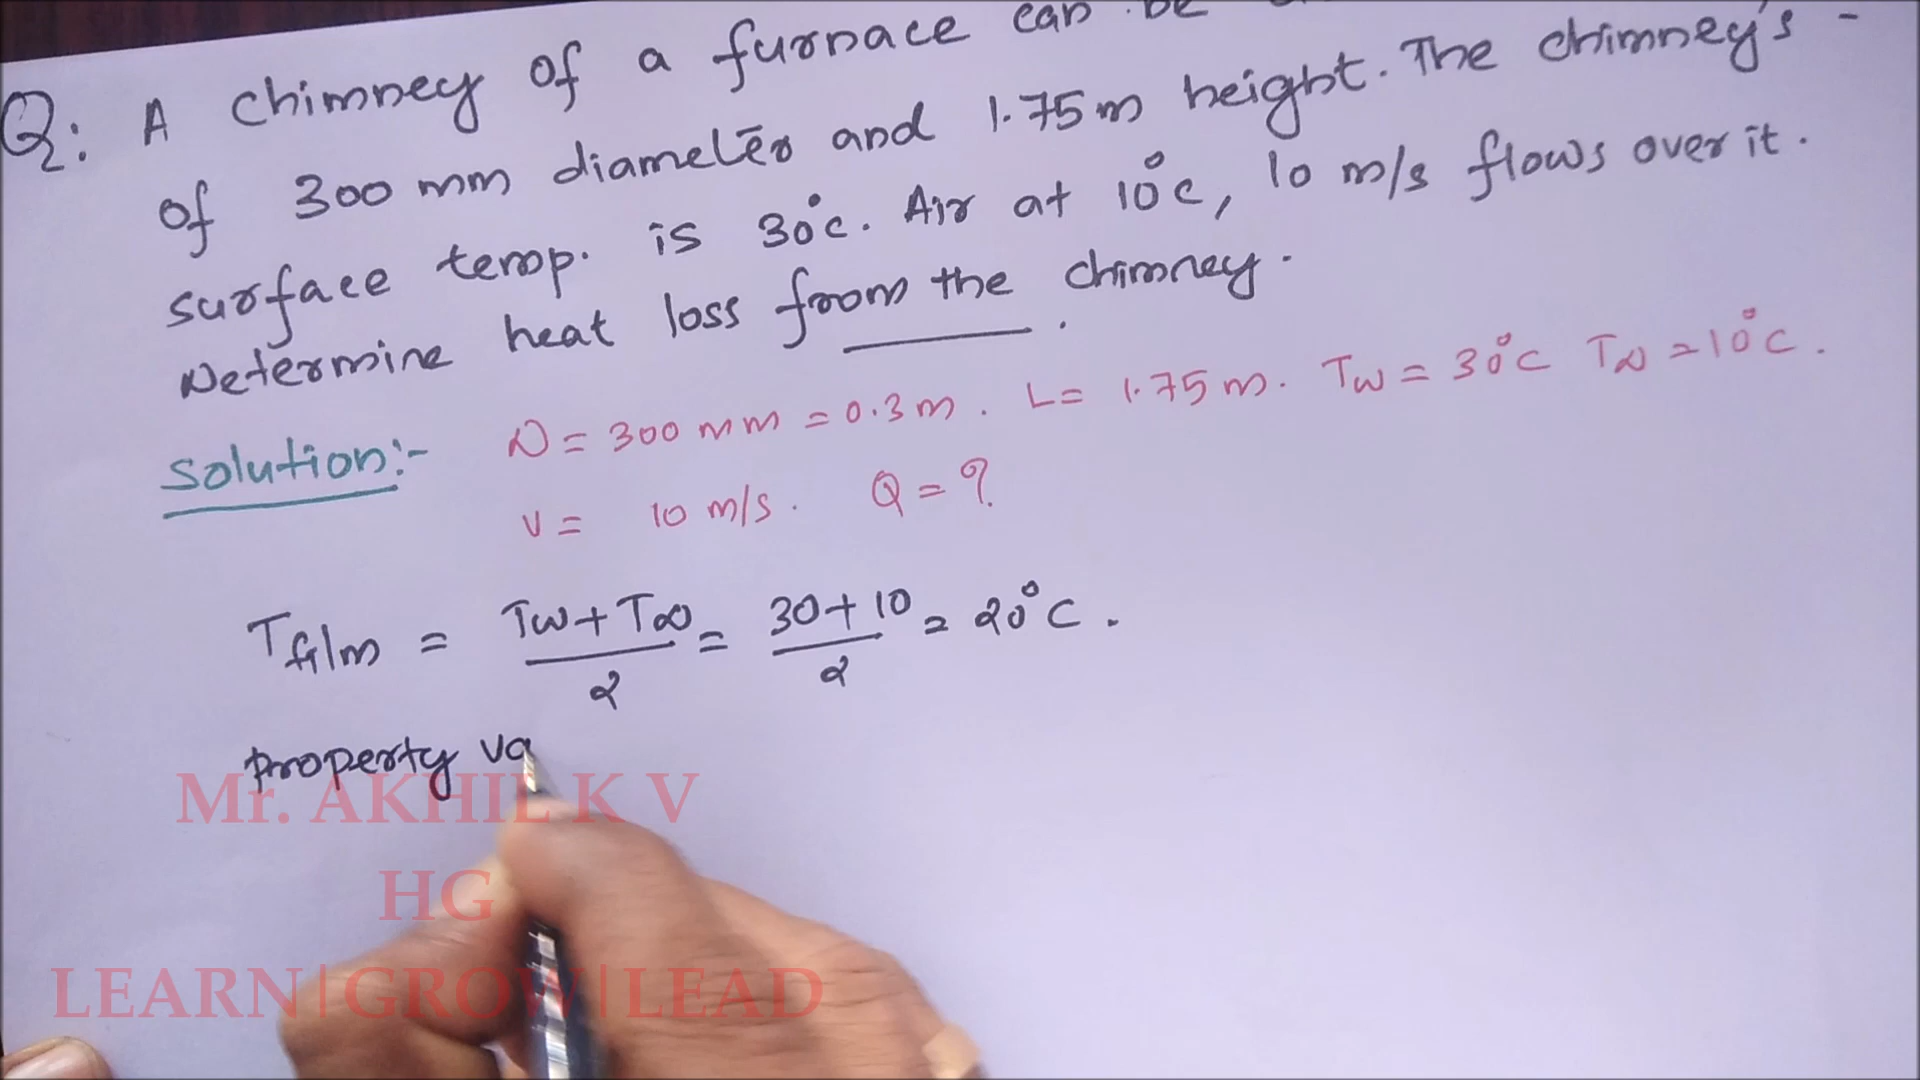 Q: A chimney of a furnace can be
of 300 mm diameter and 1.75 m height. The chimney's -
surface temp. is 30°C. Air at 10°C, 10 m/s flows over it.
Determine heat loss from the chimney.
Solution:- D = 300 mm = 0.3 m. L = 1.75 m. Tw = 30°C T∞ = 10°C.
V = 10 m/s. Q = ?
Tfilm = Tw + T∞ / 2 = 30 + 10 / 2 = 20°C.
Property va
Mr. AKHIL K V
HG
LEARN|GROW|LEAD